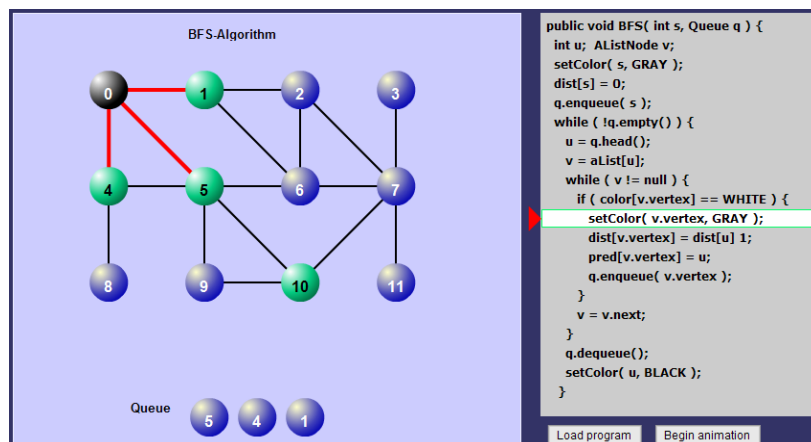 BFS-Algorithm
0 1 2 3
4 5 6 7
8 9 10 11
Queue 5 4 1
public void BFS( int s, Queue q ) {
int u; AListNode v;
setColor( s, GRAY );
dist[s] = 0;
q.enqueue( s );
while ( !q.empty() ) {
u = q.head();
v = aList[u];
while ( v != null ) {
if ( color[v.vertex] == WHITE ) {
setColor( v.vertex, GRAY );
dist[v.vertex] = dist[u] 1;
pred[v.vertex] = u;
q.enqueue( v.vertex );
}
v = v.next;
}
q.dequeue();
setColor( u, BLACK );
}
Load program Begin animation